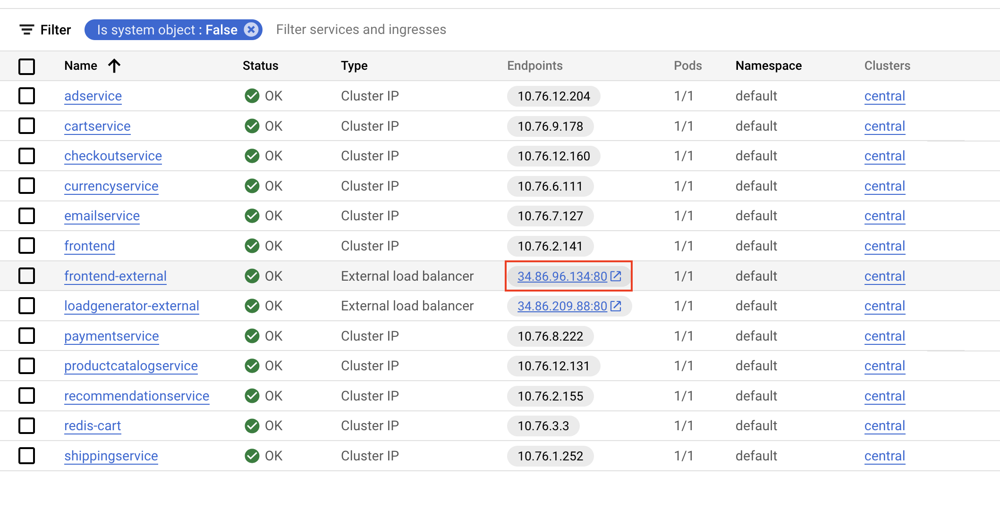 Filter Is system object : False Filter services and ingresses
Name Status Type Endpoints Pods Namespace Clusters
adservice OK Cluster IP 10.76.12.204 1/1 default central
cartservice OK Cluster IP 10.76.9.178 1/1 default central
checkoutservice OK Cluster IP 10.76.12.160 1/1 default central
currencyservice OK Cluster IP 10.76.6.111 1/1 default central
emailservice OK Cluster IP 10.76.7.127 1/1 default central
frontend OK Cluster IP 10.76.2.141 1/1 default central
frontend-external OK External load balancer 34.86.96.134:80 1/1 default central
loadgenerator-external OK External load balancer 34.86.209.88:80 1/1 default central
paymentservice OK Cluster IP 10.76.8.222 1/1 default central
productcatalogservice OK Cluster IP 10.76.12.131 1/1 default central
recommendationservice OK Cluster IP 10.76.2.155 1/1 default central
redis-cart OK Cluster IP 10.76.3.3 1/1 default central
shippingservice OK Cluster IP 10.76.1.252 1/1 default central